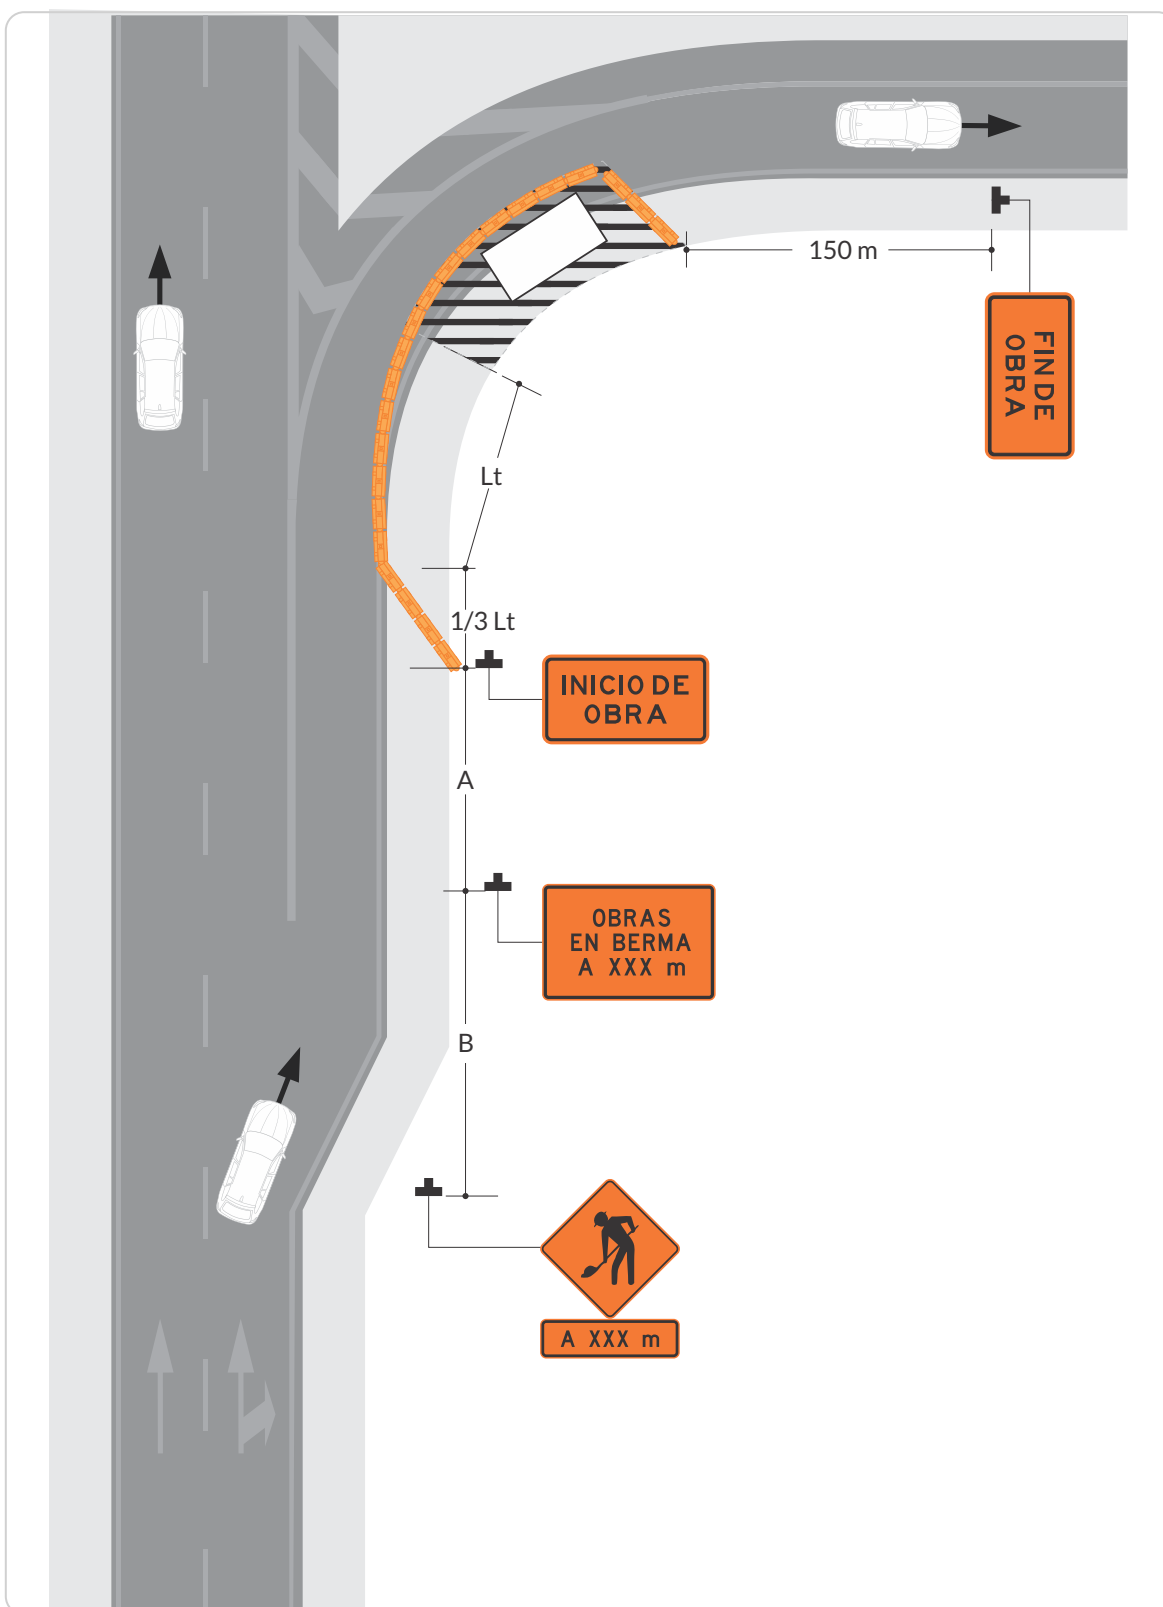 150 m
FIN DE
OBRA
Lt
1/3 Lt
INICIO DE
OBRA
A
OBRAS
EN BERMA
A XXX m
B
A XXX m